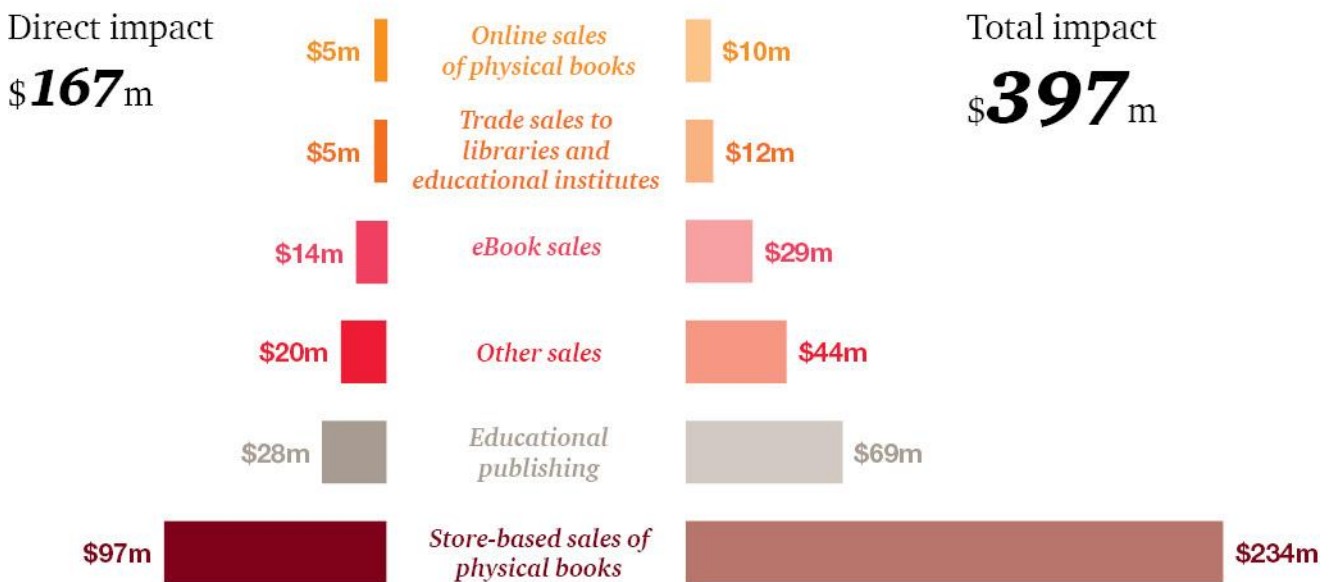 Direct impact
$167m
Total impact
$397m
$5m
Online sales
of physical books
$10m
$5m
Trade sales to
libraries and
educational institutes
$12m
$14m
eBook sales
$29m
$20m
Other sales
$44m
$28m
Educational
publishing
$69m
$97m
Store-based sales of
physical books
$234m